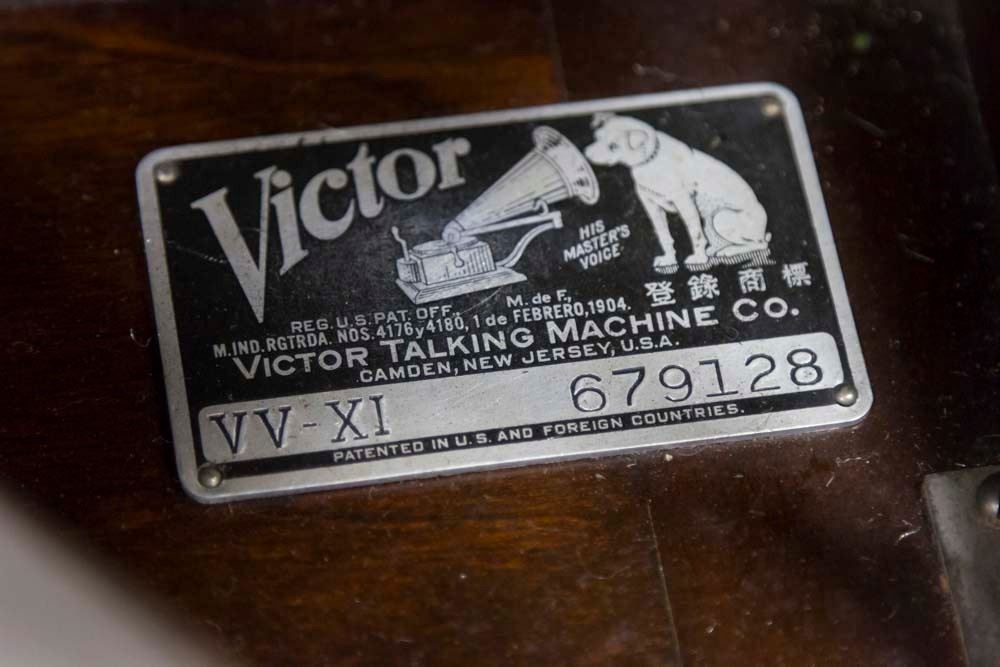 Victor
HIS
MASTER'S
VOICE
REG. U.S. PAT. OFF., M. de F.,
M.IND.RGTRDA. NOS. 4176 y 4180, 1 de FEBRERO, 1904.
登錄商標
VICTOR TALKING MACHINE CO.
CAMDEN, NEW JERSEY, U.S.A.
VV-XI 679128
PATENTED IN U.S. AND FOREIGN COUNTRIES.